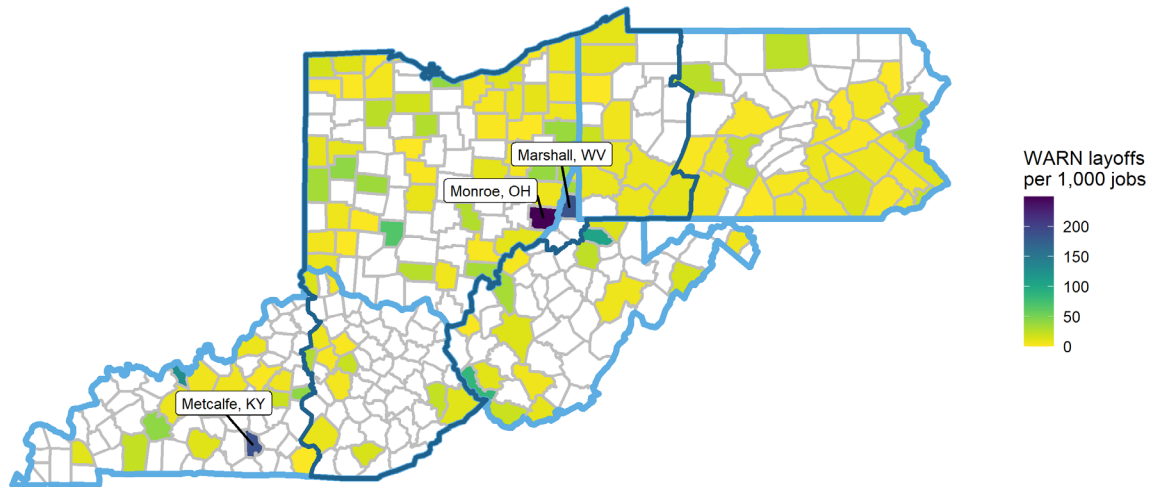 Marshall, WV
Monroe, OH
Metcalfe, KY
WARN layoffs
per 1,000 jobs
200
150
100
50
0